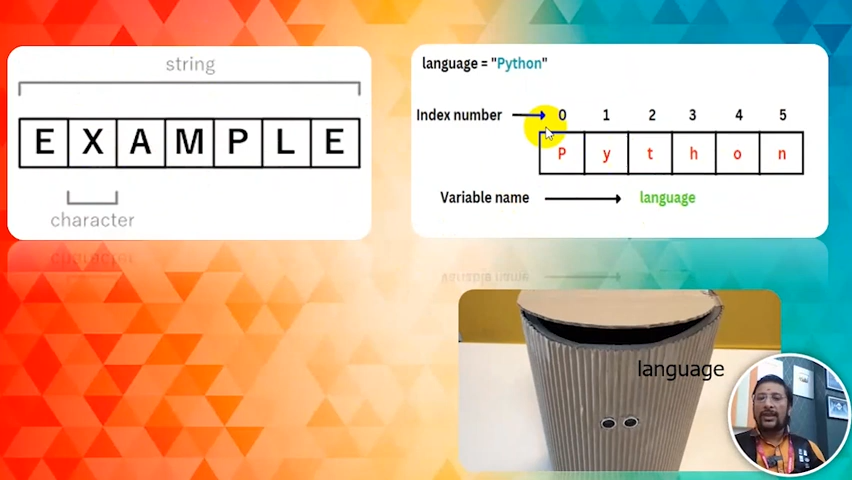 string
E X A M P L E
character
language = "Python"
Index number 0 1 2 3 4 5
P y t h o n
Variable name language
language